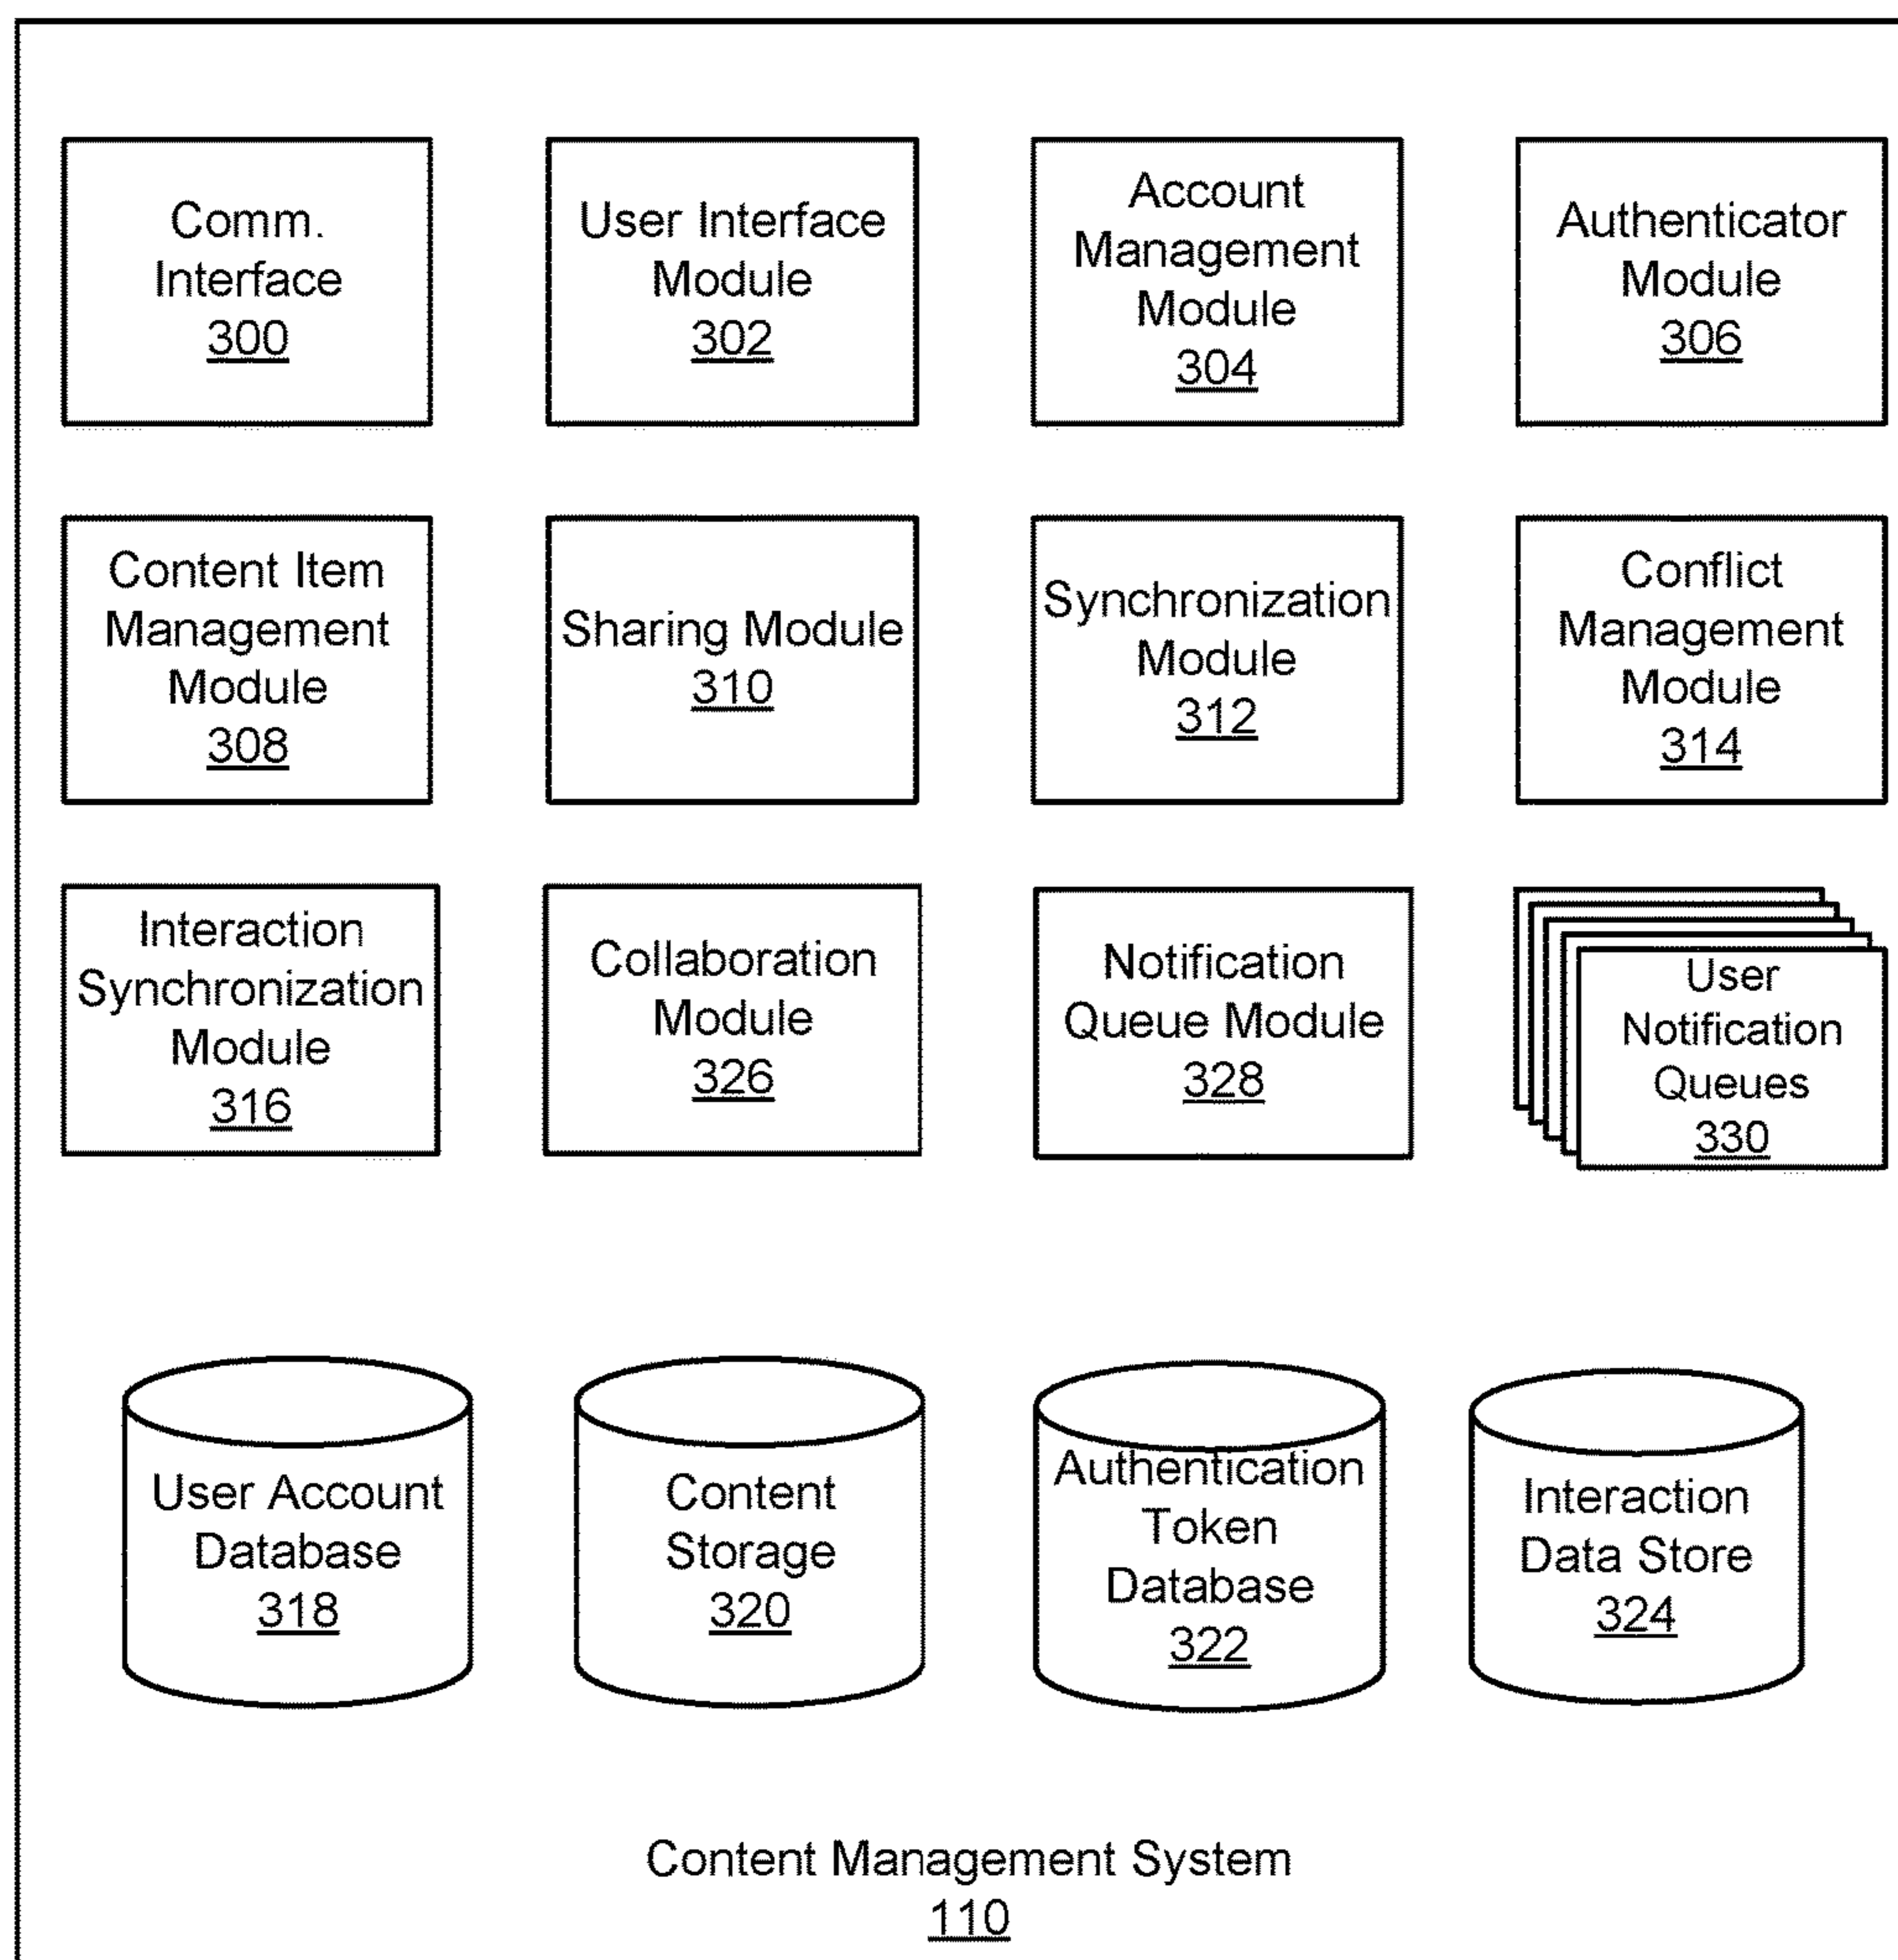 Comm.
Interface
300
User Interface
Module
302
Account
Management
Module
304
Authenticator
Module
306
Content Item
Management
Module
308
Sharing Module
310
Synchronization
Module
312
Conflict
Management
Module
314
Interaction
Synchronization
Module
316
Collaboration
Module
326
Notification
Queue Module
328
User
Notification
Queues
330
User Account
Database
318
Content
Storage
320
Authentication
Token
Database
322
Interaction
Data Store
324
Content Management System
110